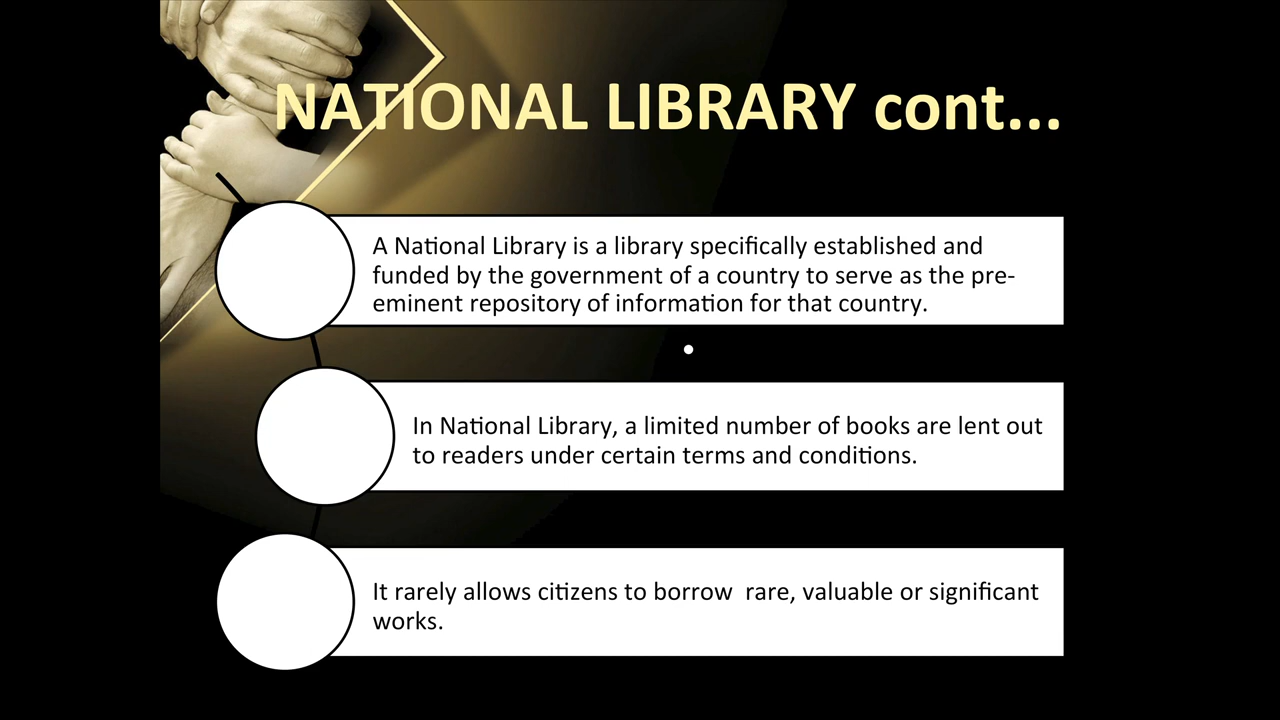 NATIONAL LIBRARY cont...
A National Library is a library specifically established and
funded by the government of a country to serve as the pre-
eminent repository of information for that country.
In National Library, a limited number of books are lent out
to readers under certain terms and conditions.
It rarely allows citizens to borrow  rare, valuable or significant
works.